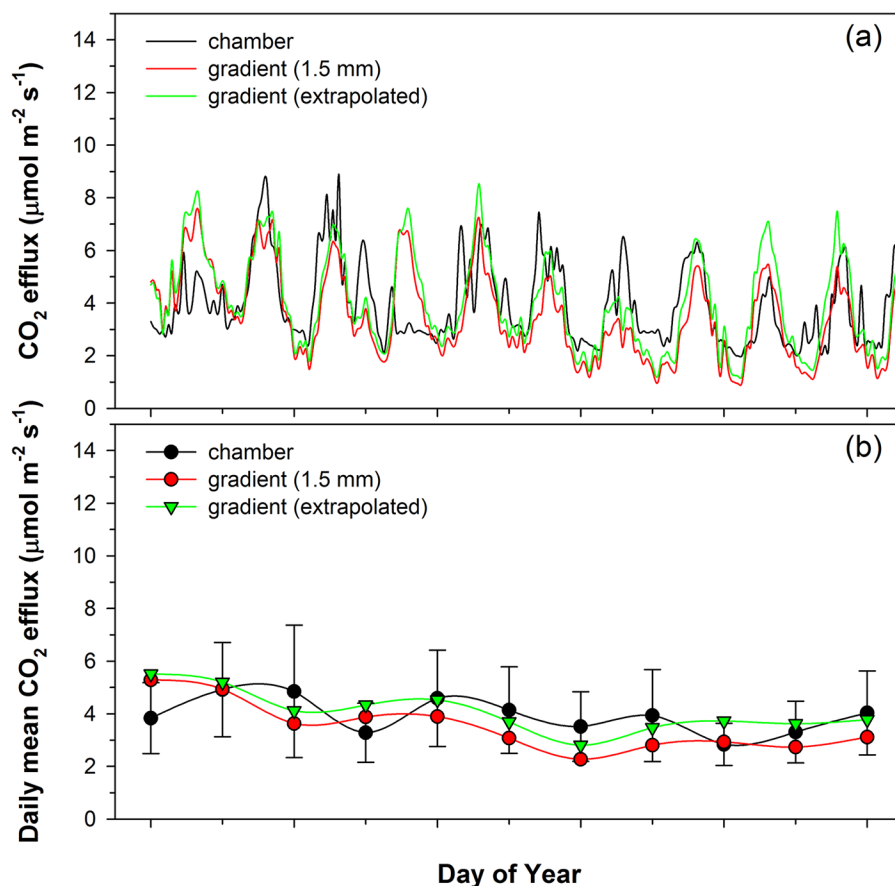 (a)
chamber
gradient (1.5 mm)
gradient (extrapolated)
CO2 efflux (μmol m-2 s-1)
14
12
10
8
6
4
2
0
(b)
chamber
gradient (1.5 mm)
gradient (extrapolated)
Daily mean CO2 efflux (μmol m-2 s-1)
14
12
10
8
6
4
2
0
Day of Year